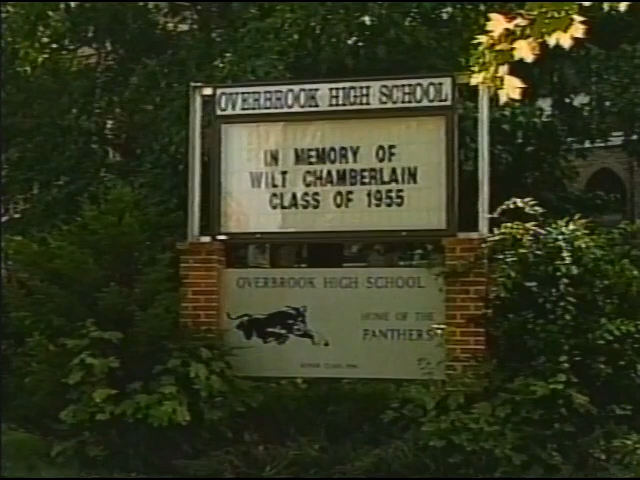 OVERBROOK HIGH SCHOOL
IN MEMORY OF
WILT CHAMBERLAIN
CLASS OF 1955
OVERBROOK HIGH SCHOOL
HOME OF THE
PANTHERS